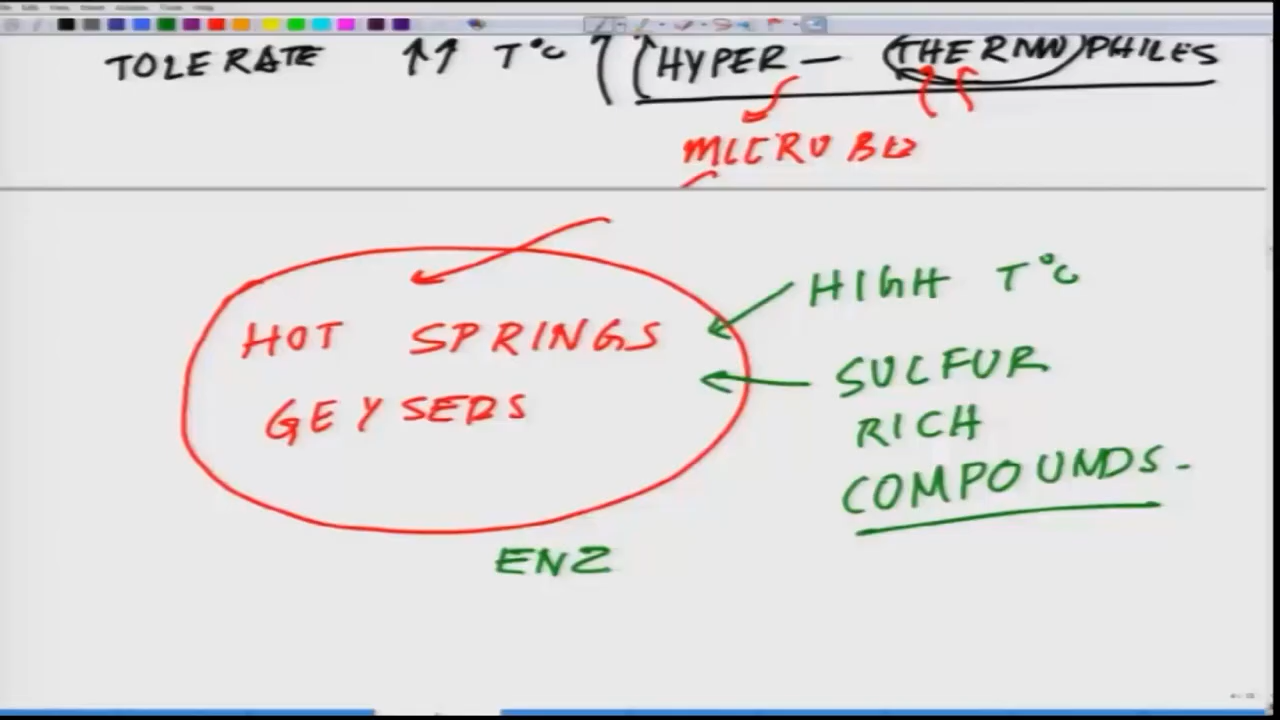 TOLERATE ↑↑ T°C HYPER - THERMOPHILES
MICROBES
HOT SPRINGS
GEYSERS
HIGH T°C
SULFUR
RICH
COMPOUNDS.
ENZ